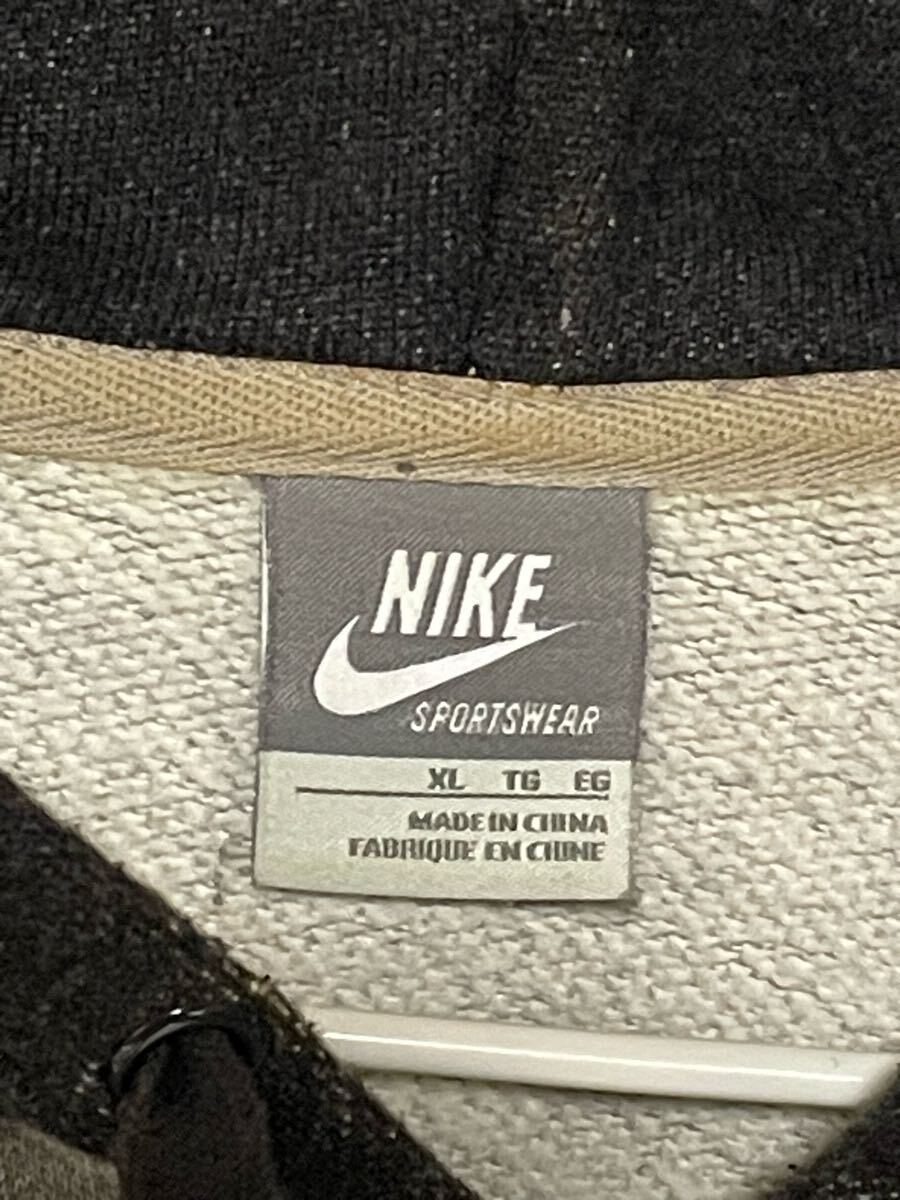 NIKE
SPORTSWEAR
XL TG EG
MADE IN CHINA
FABRIQUE EN CHINE